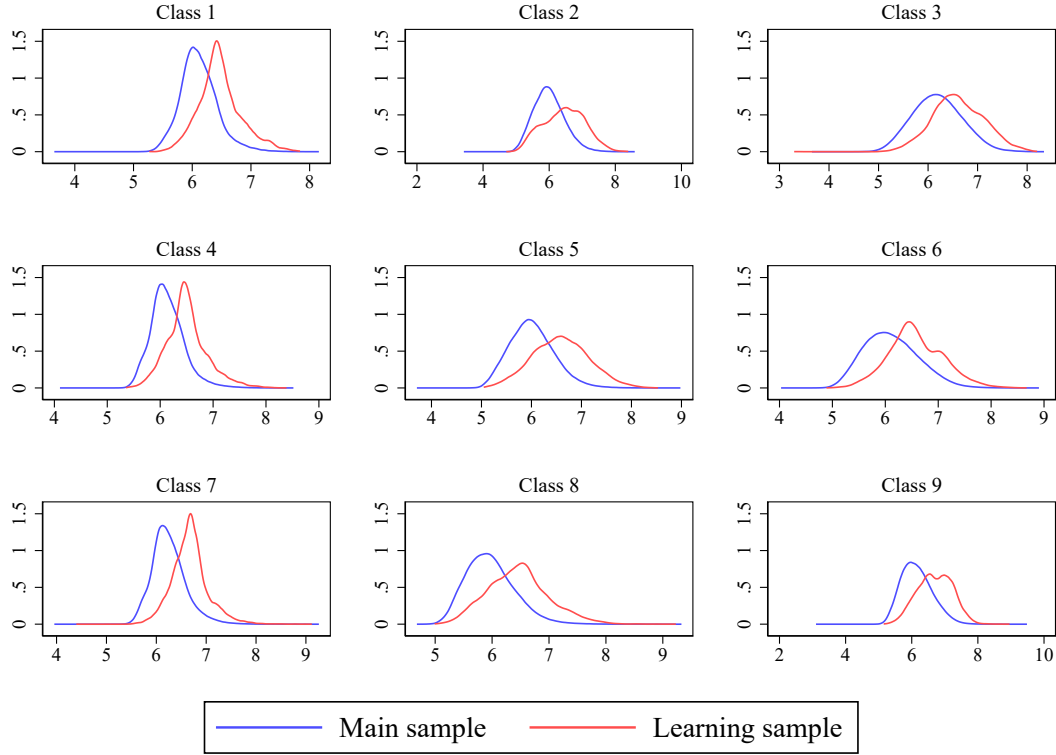 Class 1
Class 2
Class 3
0 .5 1 1.5
0 .5 1 1.5
0 .5 1 1.5
4 5 6 7 8
2 4 6 8 10
3 4 5 6 7 8
Class 4
Class 5
Class 6
0 .5 1 1.5
0 .5 1 1.5
0 .5 1 1.5
4 5 6 7 8 9
4 5 6 7 8 9
4 5 6 7 8 9
Class 7
Class 8
Class 9
0 .5 1 1.5
0 .5 1 1.5
0 .5 1 1.5
4 5 6 7 8 9
5 6 7 8 9
2 4 6 8 10
Main sample
Learning sample